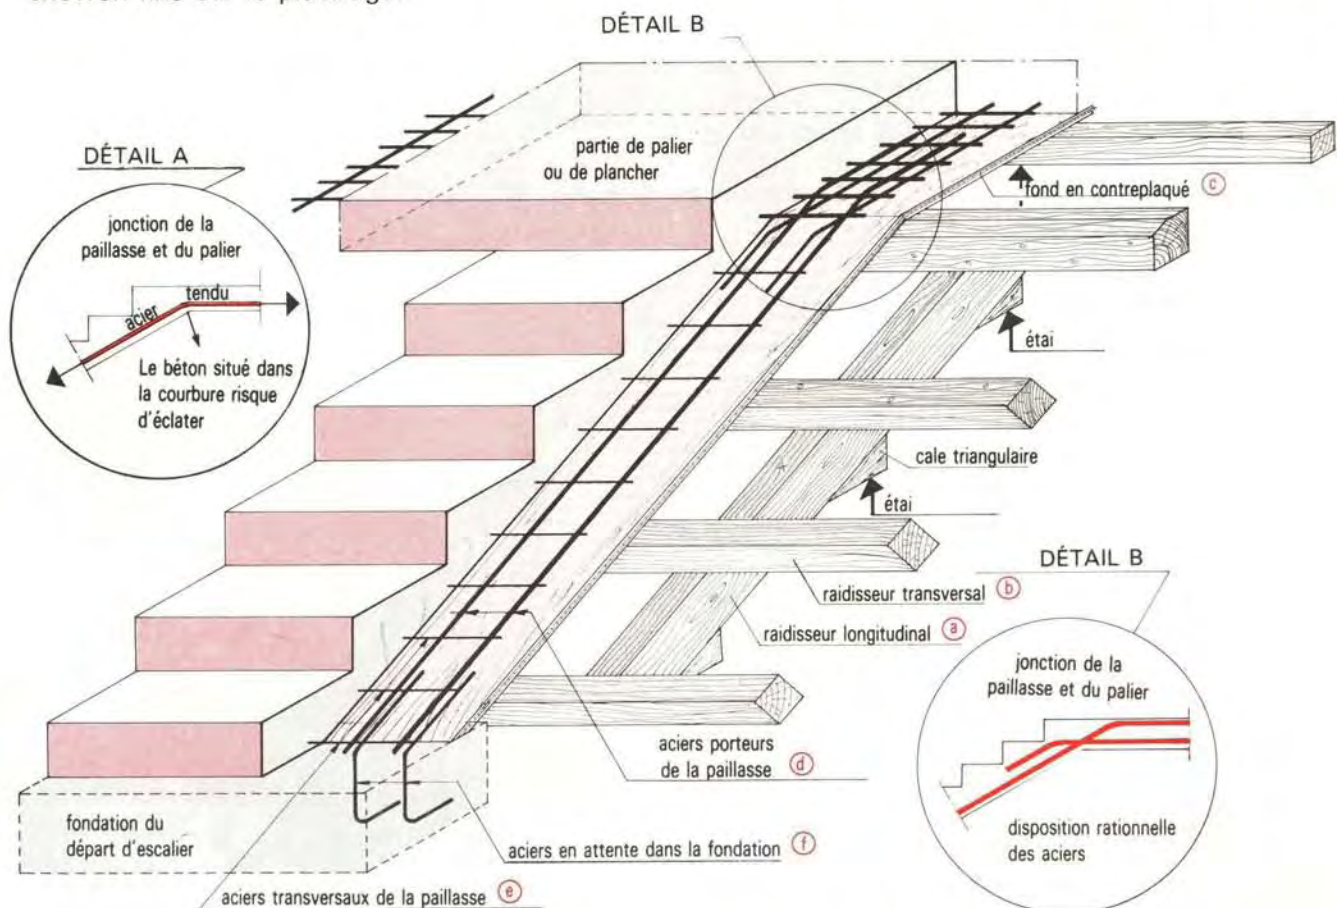 sur le
DÉTAIL B
DÉTAIL A
jonction de la
paillasse et du palier
acier tendu
Le béton situé dans
la courbure risque
d'éclater
partie de palier
ou de plancher
fond en contreplaqué c
étai
cale triangulaire
étai
raidisseur transversal b
raidisseur longitudinal a
DÉTAIL B
jonction de la
paillasse et du palier
disposition rationnelle
des aciers
aciers porteurs
de la paillasse d
fondation du
départ d'escalier
aciers en attente dans la fondation f
aciers transversaux de la paillasse e